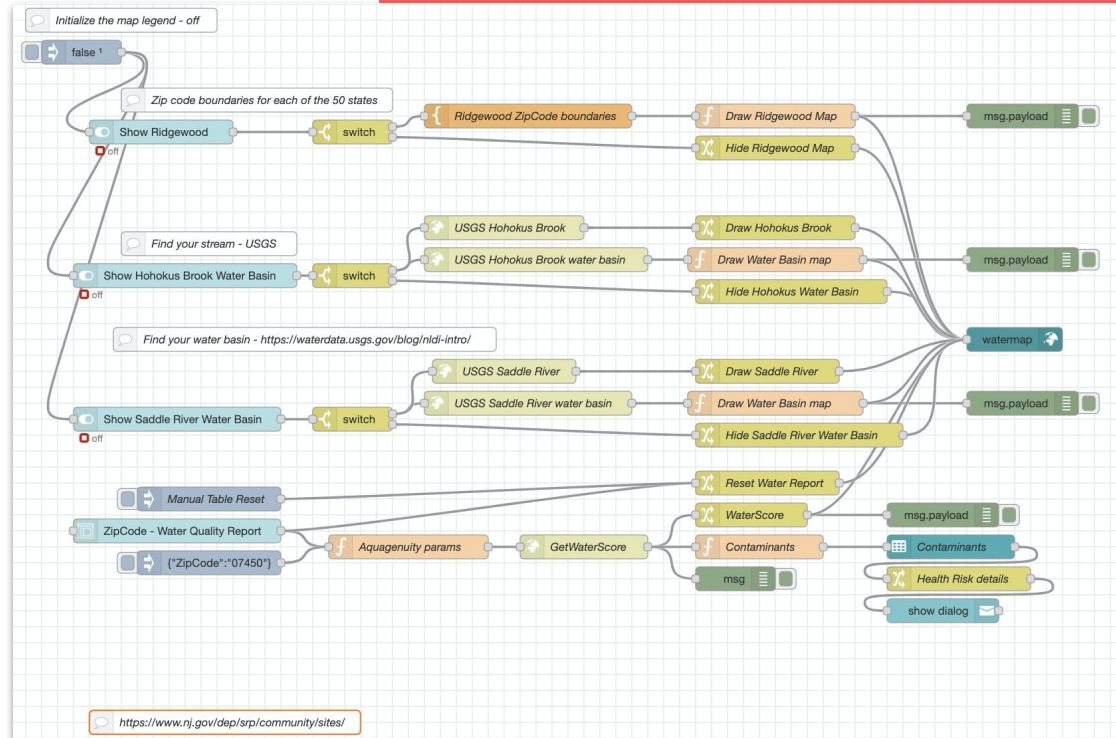 Initialize the map legend - off
false ¹
Zip code boundaries for each of the 50 states
Show Ridgewood
off
switch
Ridgewood ZipCode boundaries
Draw Ridgewood Map
msg.payload
Hide Ridgewood Map
Find your stream - USGS
USGS Hohokus Brook
Draw Hohokus Brook
Show Hohokus Brook Water Basin
off
switch
USGS Hohokus Brook water basin
Draw Water Basin map
msg.payload
Hide Hohokus Water Basin
Find your water basin - https://waterdata.usgs.gov/blog/nldi-intro/
watermap
USGS Saddle River
Draw Saddle River
Show Saddle River Water Basin
off
switch
USGS Saddle River water basin
Draw Water Basin map
msg.payload
Hide Saddle River Water Basin
Manual Table Reset
Reset Water Report
ZipCode - Water Quality Report
WaterScore
msg.payload
{"ZipCode":"07450"}
Aquagenuity params
GetWaterScore
Contaminants
Contaminants
msg
Health Risk details
show dialog
https://www.nj.gov/dep/srp/community/sites/